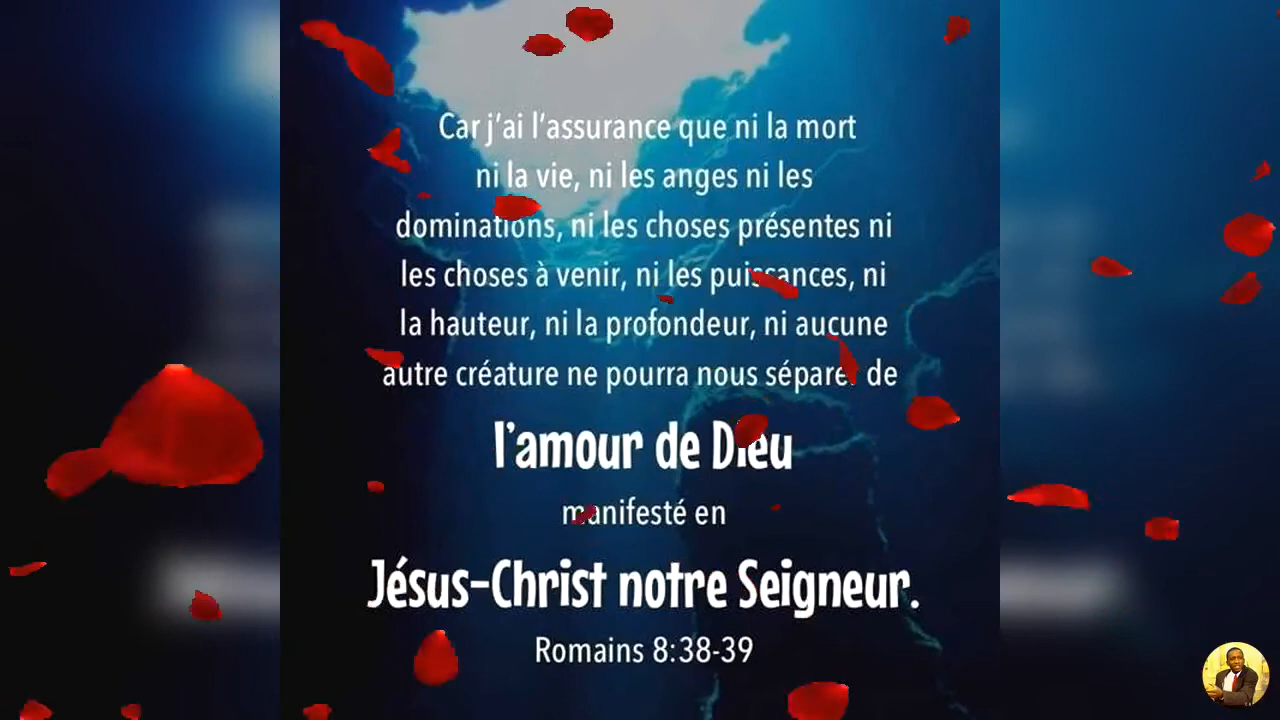 Car j'ai l'assurance que ni la mort
ni la vie, ni les anges ni les
dominations, ni les choses présentes ni
les choses à venir, ni les puissances, ni
la hauteur, ni la profondeur, ni aucune
autre créature ne pourra nous séparer de
l'amour de Dieu
manifesté en
Jésus-Christ notre Seigneur.
Romains 8:38-39